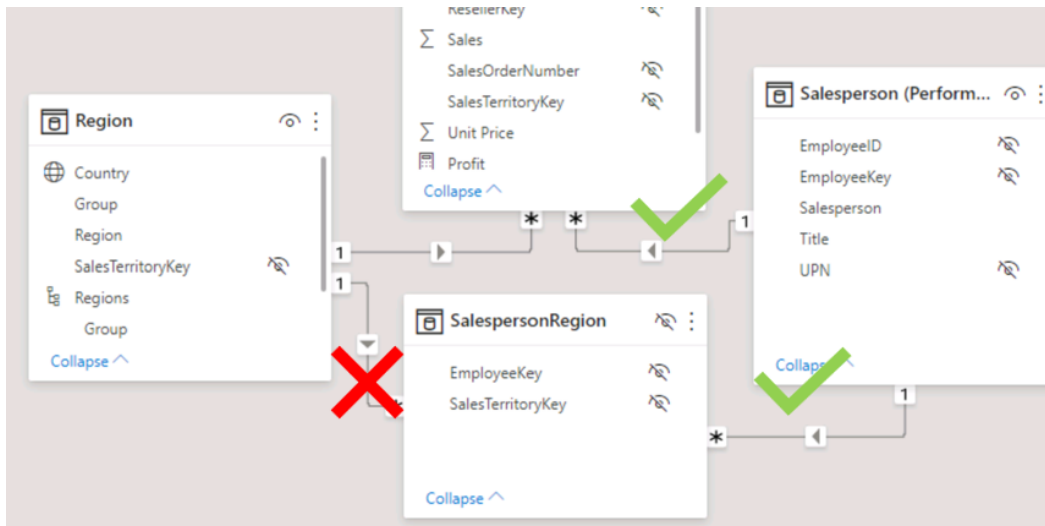 ResellerKey
Sales
SalesOrderNumber
SalesTerritoryKey
Unit Price
Profit
Collapse
Region
Country
Group
Region
SalesTerritoryKey
Regions
Group
Collapse
Salesperson (Perform...
EmployeeID
EmployeeKey
Salesperson
Title
UPN
Collapse
1
*
*
1
1
SalespersonRegion
EmployeeKey
SalesTerritoryKey
Collapse
*
*
1